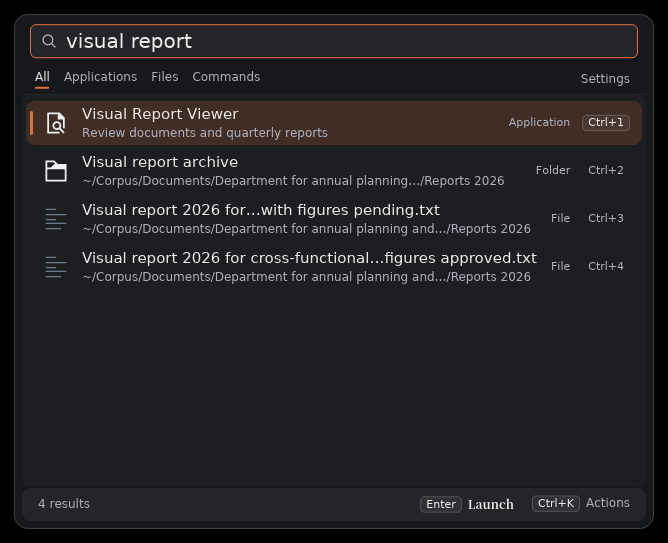 visual report
All Applications Files Commands Settings
Visual Report Viewer
Review documents and quarterly reports
Application Ctrl+1
Visual report archive
~/Corpus/Documents/Department for annual planning…/Reports 2026
Folder Ctrl+2
Visual report 2026 for…with figures pending.txt
~/Corpus/Documents/Department for annual planning and…/Reports 2026
File Ctrl+3
Visual report 2026 for cross-functional…figures approved.txt
~/Corpus/Documents/Department for annual planning and…/Reports 2026
File Ctrl+4
4 results Enter Launch Ctrl+K Actions